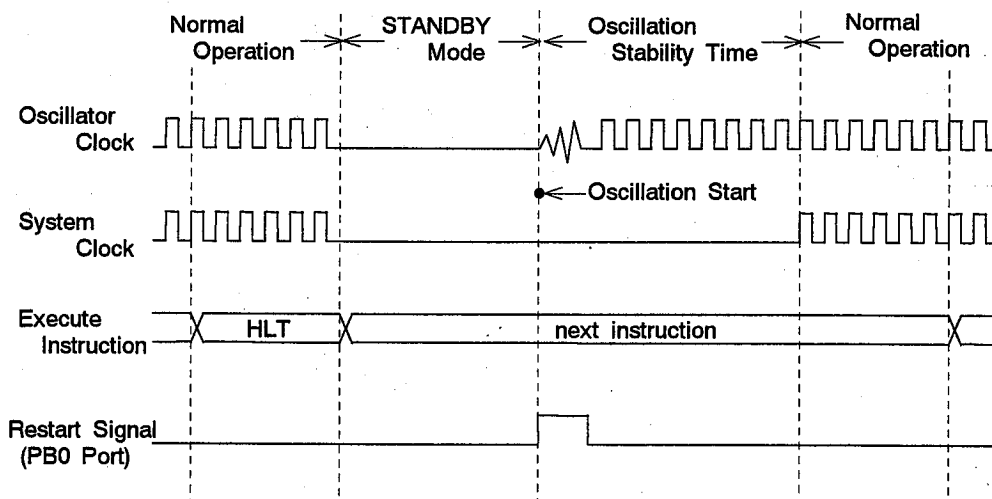 Normal
Operation
STANDBY
Mode
Oscillation
Stability Time
Normal
Operation
Oscillator
Clock
Oscillation Start
System
Clock
Execute
Instruction
HLT
next instruction
Restart Signal
(PB0 Port)